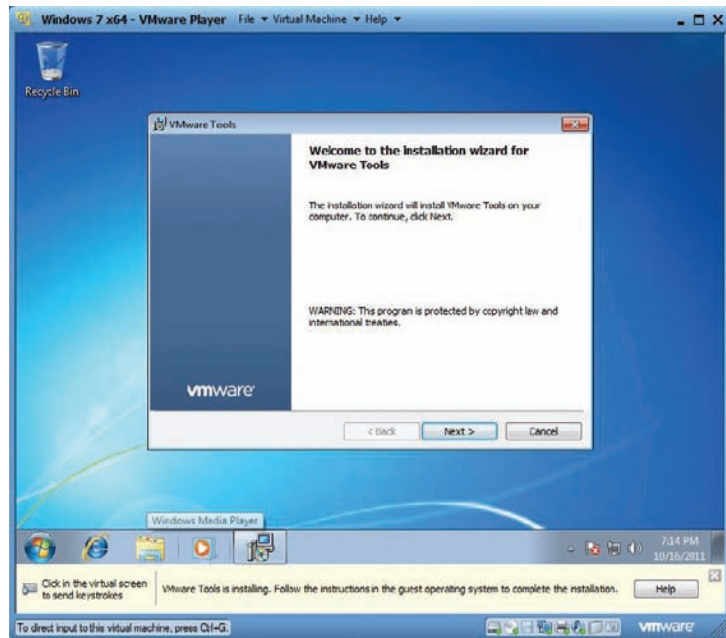 Windows 7 x64 - VMware Player File Virtual Machine Help
Recycle Bin
VMware Tools
Welcome to the installation wizard for
VMware Tools
The installation wizard will install VMware Tools on your
computer. To continue, click Next.
WARNING: This program is protected by copyright law and
international treaties.
vmware
< Back Next > Cancel
Windows Media Player
7:14 PM
10/16/2011
Click in the virtual screen
to send keystrokes
VMware Tools is installing. Follow the instructions in the guest operating system to complete the installation.
Help
To direct input to this virtual machine, press Ctrl+G.
vmware